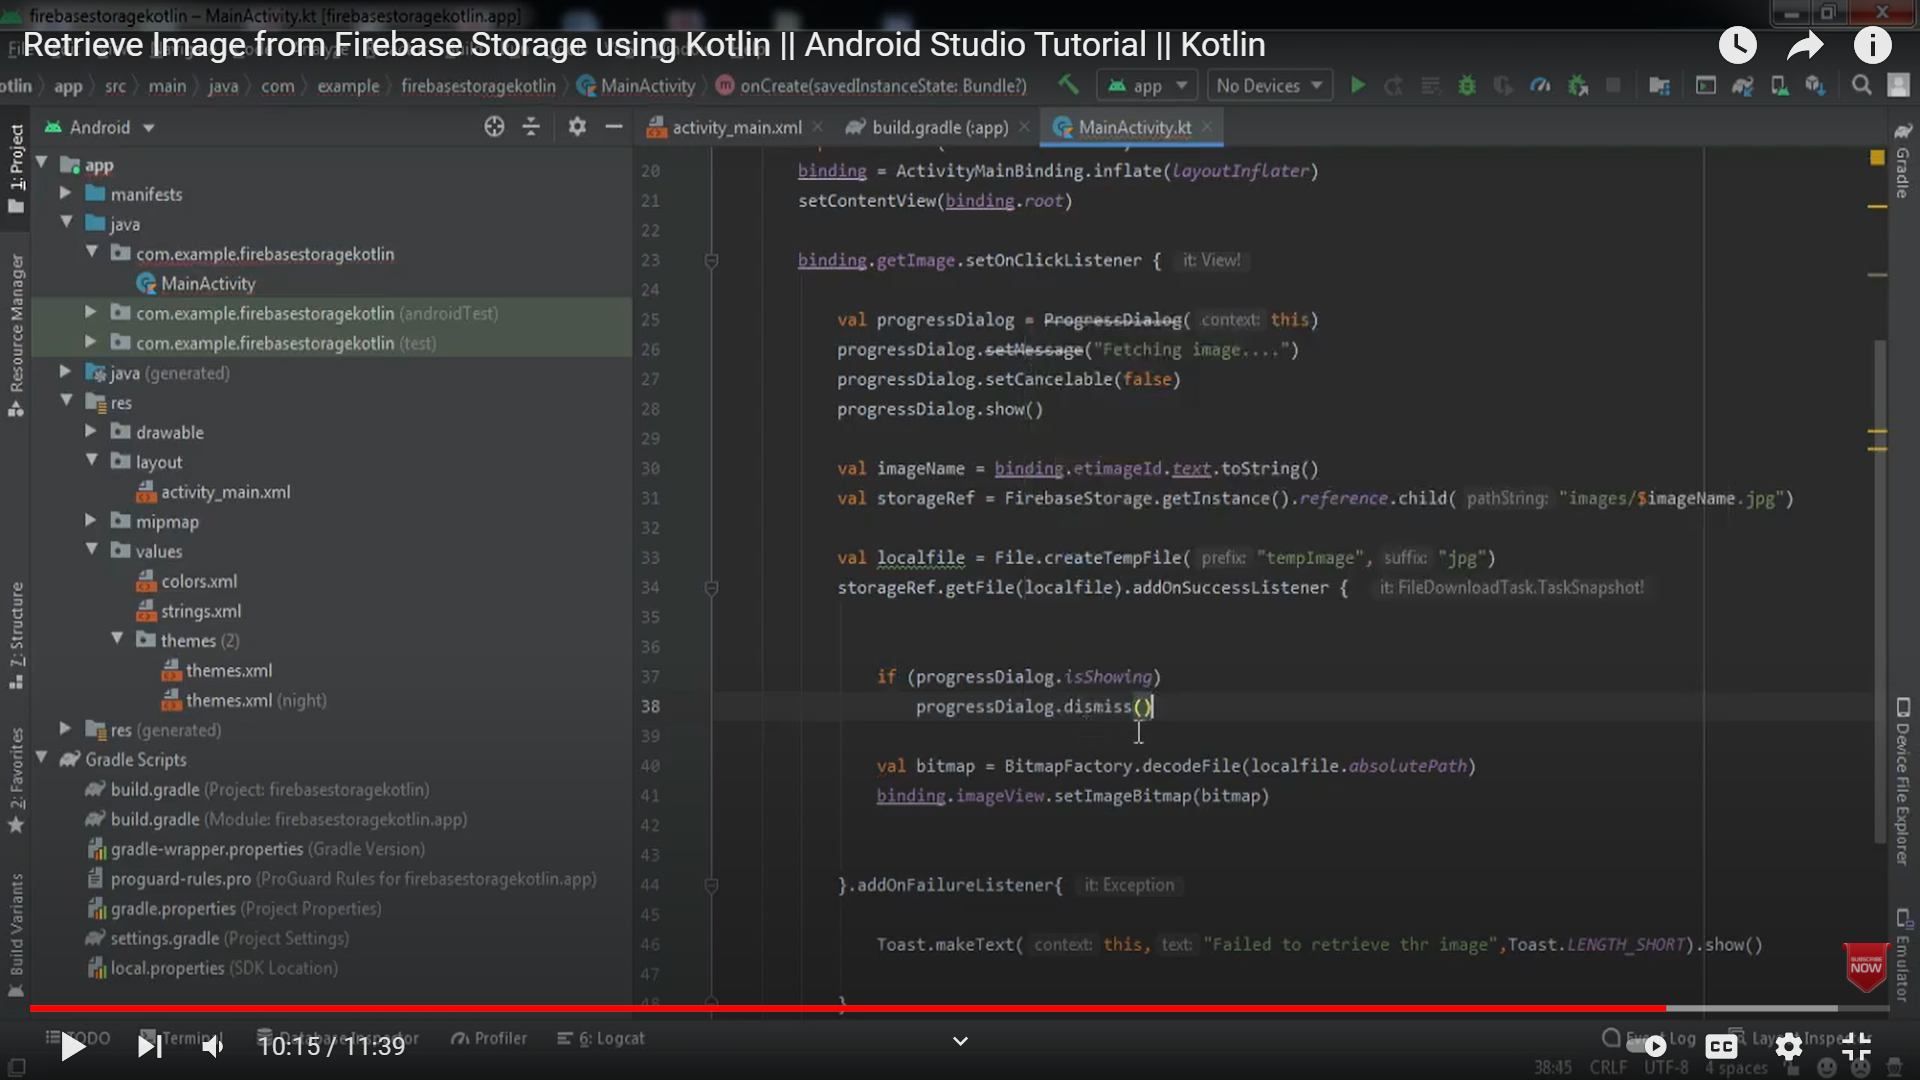 firebasestoragekotlin – MainActivity.kt [firebasestoragekotlin.app]
Retrieve Image from Firebase Storage using Kotlin || Android Studio Tutorial || Kotlin
otlin app src main java com example firebasestoragekotlin MainActivity onCreate(savedInstanceState: Bundle?) app No Devices
Android
activity_main.xml build.gradle (:app) MainActivity.kt
1: Project
Resource Manager
7: Structure
2: Favorites
Build Variants
app
manifests
java
com.example.firebasestoragekotlin
MainActivity
com.example.firebasestoragekotlin (androidTest)
com.example.firebasestoragekotlin (test)
java (generated)
res
drawable
layout
activity_main.xml
mipmap
values
colors.xml
strings.xml
themes (2)
themes.xml
themes.xml (night)
res (generated)
Gradle Scripts
build.gradle (Project: firebasestoragekotlin)
build.gradle (Module: firebasestoragekotlin.app)
gradle-wrapper.properties (Gradle Version)
proguard-rules.pro (ProGuard Rules for firebasestoragekotlin.app)
gradle.properties (Project Properties)
settings.gradle (Project Settings)
local.properties (SDK Location)
20 binding = ActivityMainBinding.inflate(layoutInflater)
21 setContentView(binding.root)
22
23 binding.getImage.setOnClickListener { it: View!
24
25 val progressDialog = ProgressDialog( context: this)
26 progressDialog.setMessage("Fetching image....")
27 progressDialog.setCancelable(false)
28 progressDialog.show()
29
30 val imageName = binding.etimageId.text.toString()
31 val storageRef = FirebaseStorage.getInstance().reference.child( pathString: "images/$imageName.jpg")
32
33 val localfile = File.createTempFile( prefix: "tempImage", suffix: "jpg")
34 storageRef.getFile(localfile).addOnSuccessListener { it: FileDownloadTask.TaskSnapshot!
35
36
37 if (progressDialog.isShowing)
38 progressDialog.dismiss()
39
40 val bitmap = BitmapFactory.decodeFile(localfile.absolutePath)
41 binding.imageView.setImageBitmap(bitmap)
42
43
44 }.addOnFailureListener{ it: Exception
45
46 Toast.makeText( context: this, text: "Failed to retrieve thr image",Toast.LENGTH_SHORT).show()
47
48 }
Gradle
Device File Explorer
Emulator
SUBSCRIBE
NOW
TODO Terminal Database Inspector Profiler 6: Logcat Event Log Layout Inspector
10:15 / 11:39
CC
38:45 CRLF UTF-8 4 spaces